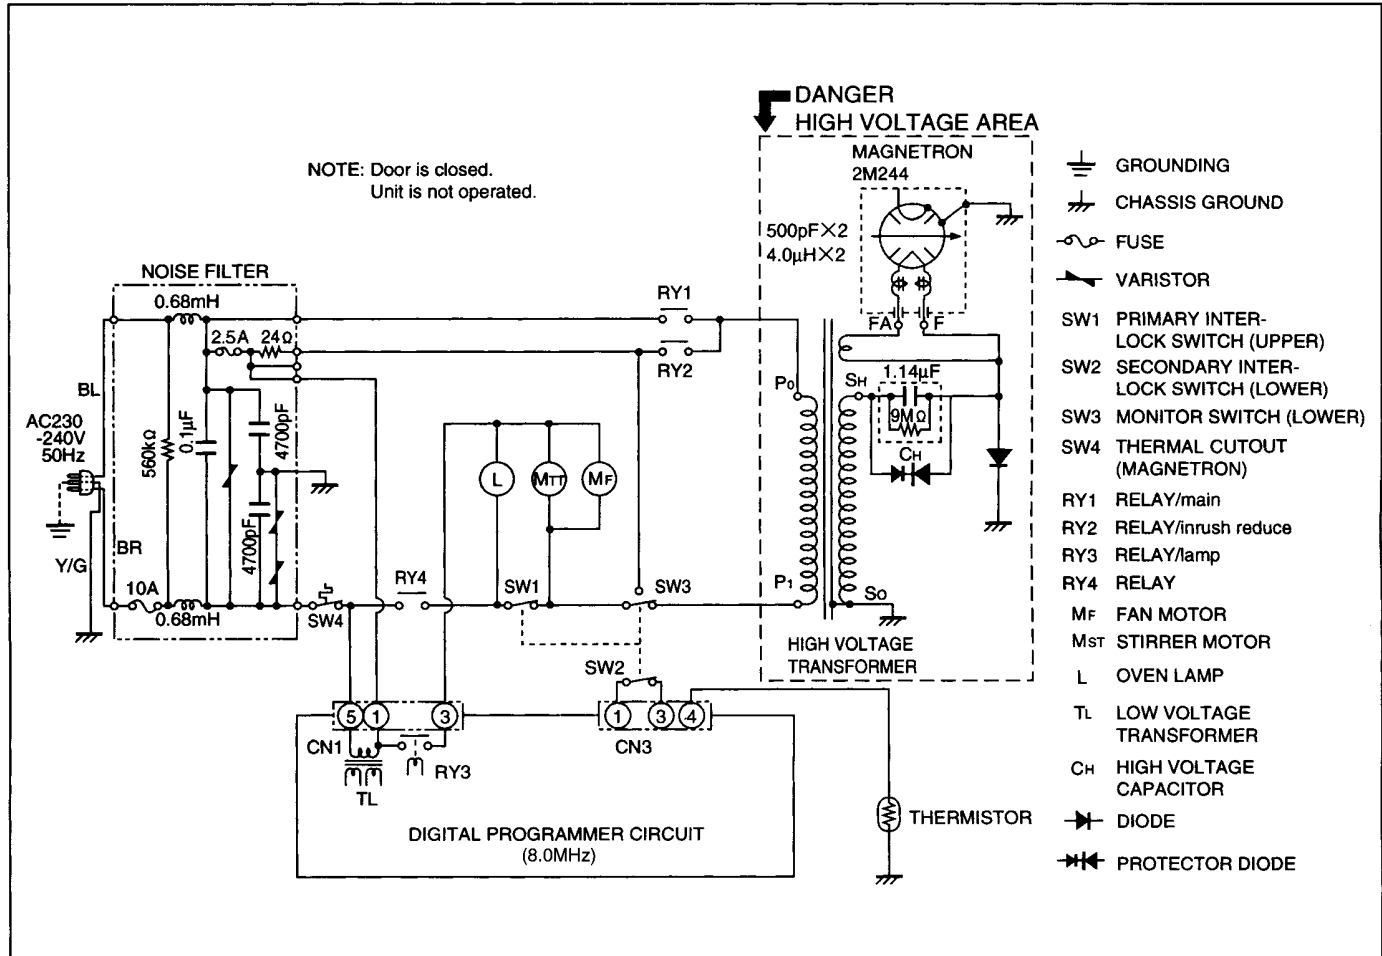 DANGER
HIGH VOLTAGE AREA
MAGNETRON
2M244
NOTE: Door is closed.
Unit is not operated.
500pF×2
4.0µH×2
FA
F
NOISE FILTER
0.68mH
2.5A
24Ω
RY1
RY2
BL
AC230
-240V
50Hz
560kΩ
0.1µF
4700pF
4700pF
Y/G
BR
10A
0.68mH
SW4
RY4
L
MTT
MF
SW1
SW3
SW2
P0
P1
SH
SO
1.14µF
9MΩ
CH
HIGH VOLTAGE
TRANSFORMER
5
1
3
1
3
4
CN1
RY3
TL
CN3
DIGITAL PROGRAMMER CIRCUIT
(8.0MHz)
THERMISTOR
GROUNDING
CHASSIS GROUND
FUSE
VARISTOR
SW1 PRIMARY INTER-
LOCK SWITCH (UPPER)
SW2 SECONDARY INTER-
LOCK SWITCH (LOWER)
SW3 MONITOR SWITCH (LOWER)
SW4 THERMAL CUTOUT
(MAGNETRON)
RY1 RELAY/main
RY2 RELAY/inrush reduce
RY3 RELAY/lamp
RY4 RELAY
MF FAN MOTOR
MST STIRRER MOTOR
L OVEN LAMP
TL LOW VOLTAGE
TRANSFORMER
CH HIGH VOLTAGE
CAPACITOR
DIODE
PROTECTOR DIODE